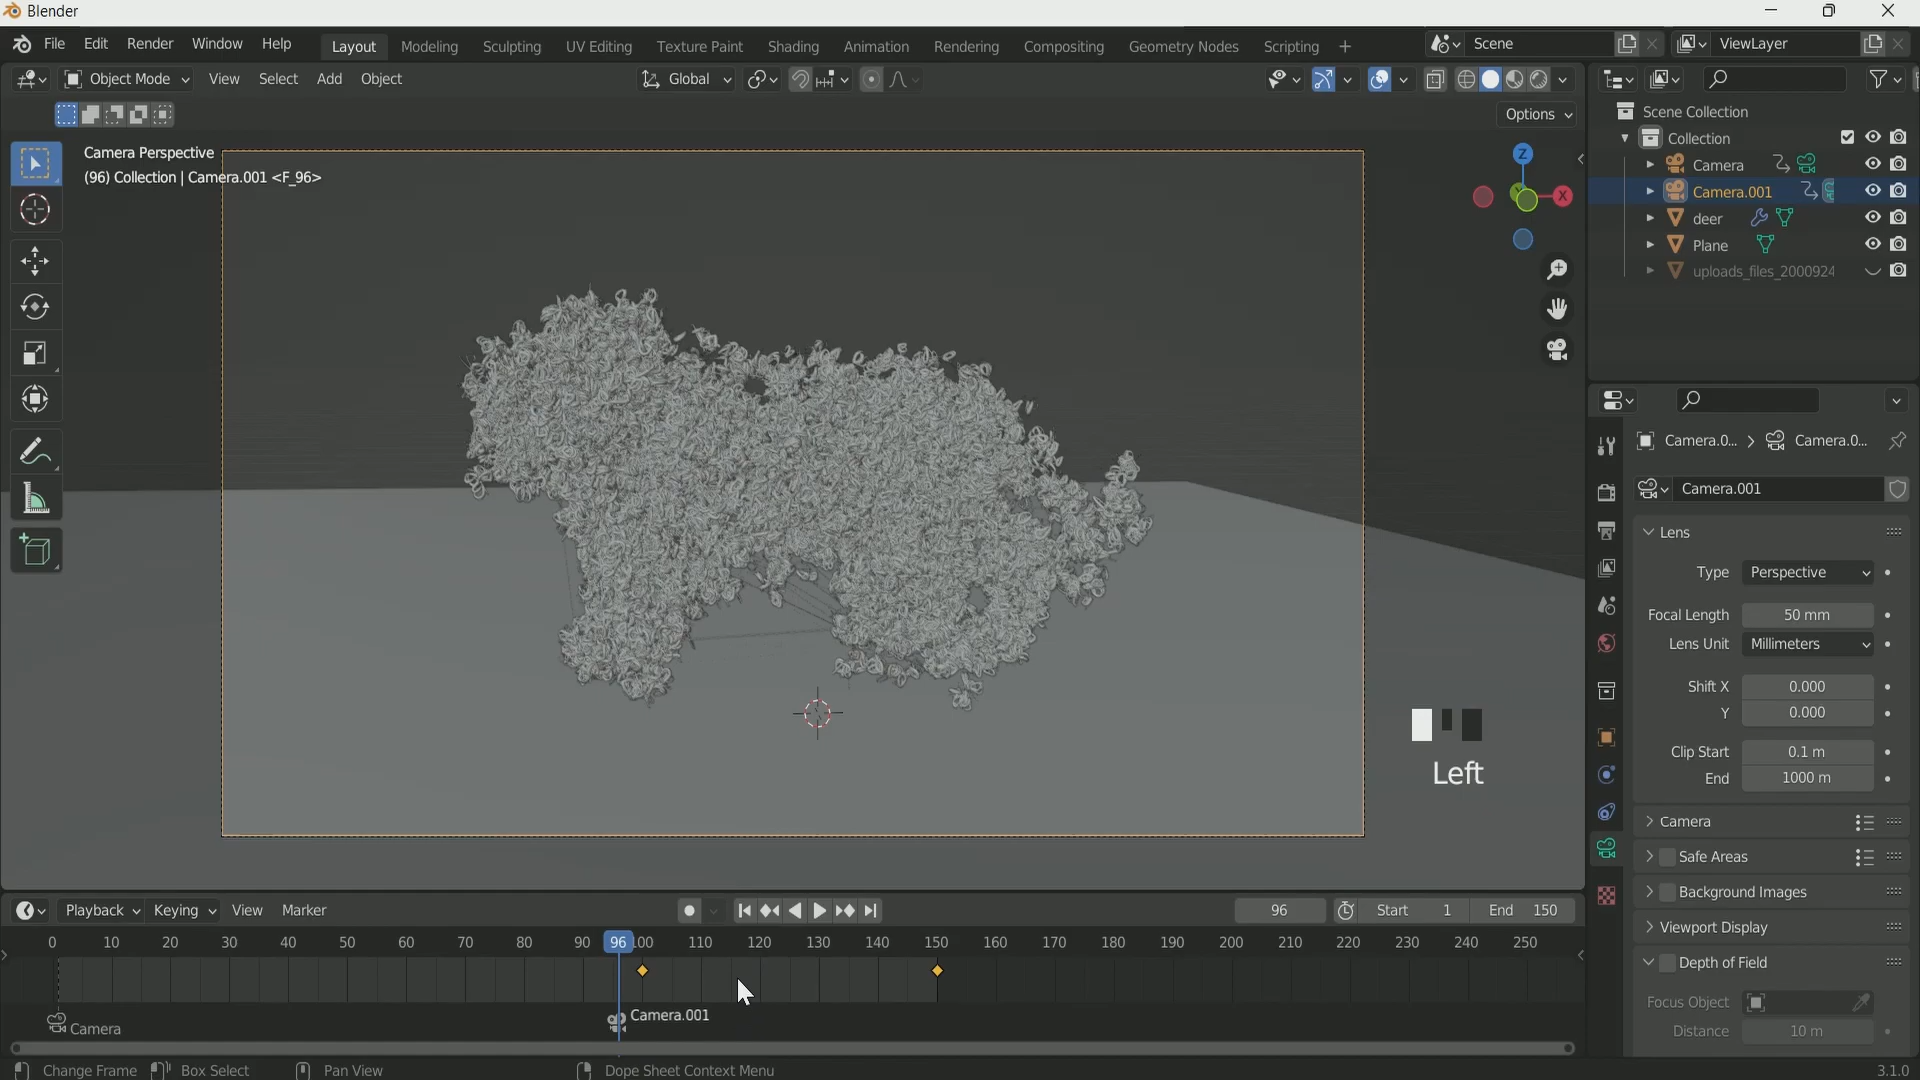 Blender
File Edit Render Window Help Layout Modeling Sculpting UV Editing Texture Paint Shading Animation Rendering Compositing Geometry Nodes Scripting + Scene ViewLayer
Object Mode View Select Add Object Global
Options
Camera Perspective
(96) Collection | Camera.001 <F_96>
Z
X
Scene Collection
Collection
Camera
Camera.001
deer
Plane
uploads_files_2000924
Camera.0... > Camera.0...
Camera.001
Lens
Type Perspective
Focal Length 50 mm
Lens Unit Millimeters
Shift X 0.000
Y 0.000
Clip Start 0.1 m
End 1000 m
Camera
Safe Areas
Background Images
Viewport Display
Depth of Field
Focus Object
Distance 10 m
Left
Playback Keying View Marker 96 Start 1 End 150
0 10 20 30 40 50 60 70 80 90 96 00 110 120 130 140 150 160 170 180 190 200 210 220 230 240 250
Camera Camera.001
Change Frame Box Select Pan View Dope Sheet Context Menu 3.1.0